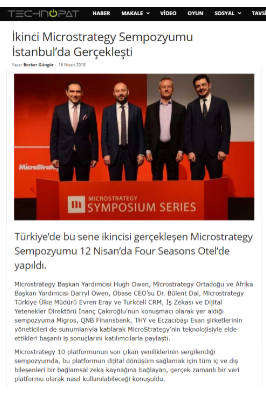 TECHNOPAT HABER MAKALE VİDEO OYUN SOSYAL TAVSİ
İkinci Microstrategy Sempozyumu
İstanbul'da Gerçekleşti
Yazar Berker Güngör - 16 Nisan 2018
MicroStra
MICROSTRATEGY
SYMPOSIUM SERIES
Türkiye'de bu sene ikincisi gerçekleşen Microstrategy
Sempozyumu 12 Nisan'da Four Seasons Otel'de
yapıldı.
Microstrategy Başkan Yardımcısı Hugh Owen, Microstrategy Ortadoğu ve Afrika
Başkan Yardımcısı Darryl Owen, Obase CEO'su Dr. Bülent Dal, Microstrategy
Türkiye Ülke Müdürü Evren Eray ve Turkcell CRM, İş Zekası ve Dijital
Yetenekler Direktörü İnanç Çakıroğlu'nun konuşmacı olarak yer aldığı
sempozyuma Migros, QNB Finansbank, THY ve Eczacıbaşı Esan şirketlerinin
yöneticileri de sunumlarıyla katılarak MicroStrategy'nin teknolojisiyle elde
ettikleri başarılı iş sonuçlarını katılımcılarla paylaştı.
Microstrategy 10 platformunun son çıkan yeniliklerinin sergilendiği
sempozyumda, bu platformun dijital dönüşüm sağlamak için tüm iç ve dış
bileşenleri bir bağlamsal zeka kaynağına bağlayan, gerçek zamanlı bir veri
platformu olarak nasıl kullanılabileceği konuşuldu.